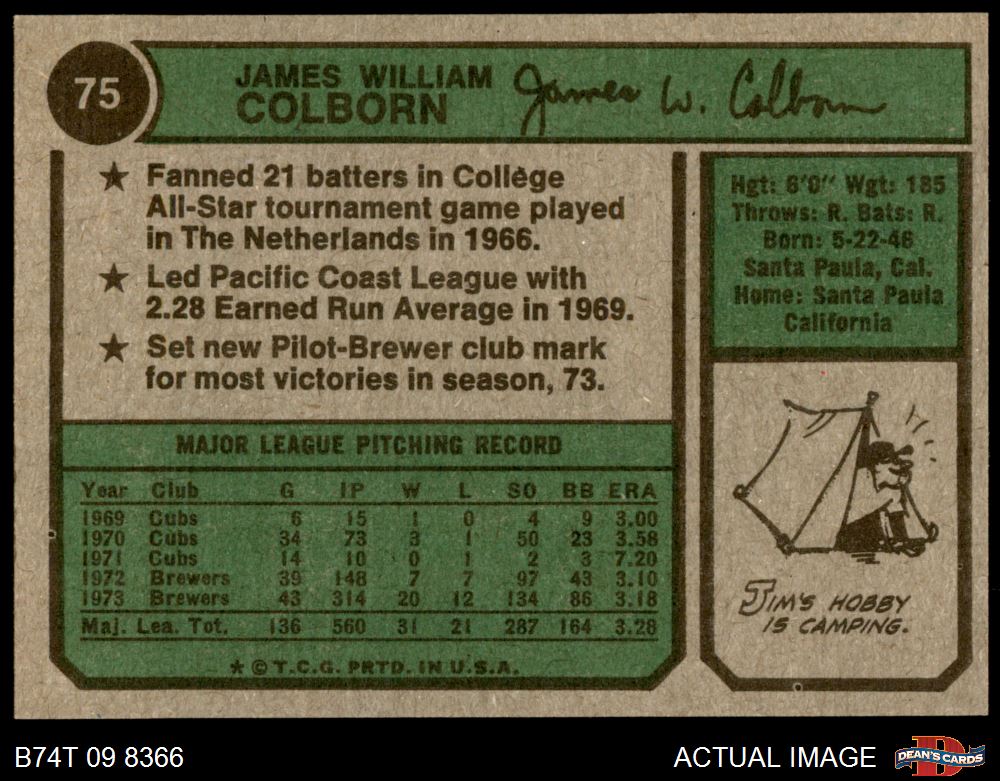 75
JAMES WILLIAM
COLBORN
James W. Colborn
★ Fanned 21 batters in College
All-Star tournament game played
in The Netherlands in 1966.
★ Led Pacific Coast League with
2.28 Earned Run Average in 1969.
★ Set new Pilot-Brewer club mark
for most victories in season, 73.
Hgt: 6'0" Wgt: 185
Throws: R. Bats: R.
Born: 5-22-46
Santa Paula, Cal.
Home: Santa Paula
California
MAJOR LEAGUE PITCHING RECORD
Year Club G IP W L SO BB ERA
1969 Cubs 6 15 1 0 4 9 3.00
1970 Cubs 34 73 3 1 50 23 3.58
1971 Cubs 14 10 0 1 2 3 7.20
1972 Brewers 39 148 7 7 97 43 3.10
1973 Brewers 43 314 20 12 134 86 3.18
Maj. Lea. Tot. 136 560 31 21 287 164 3.28
★ © T.C.G. PRTD. IN U.S.A.
JIM'S HOBBY
IS CAMPING.
B74T 09 8366
ACTUAL IMAGE
D
DEAN'S CARDS